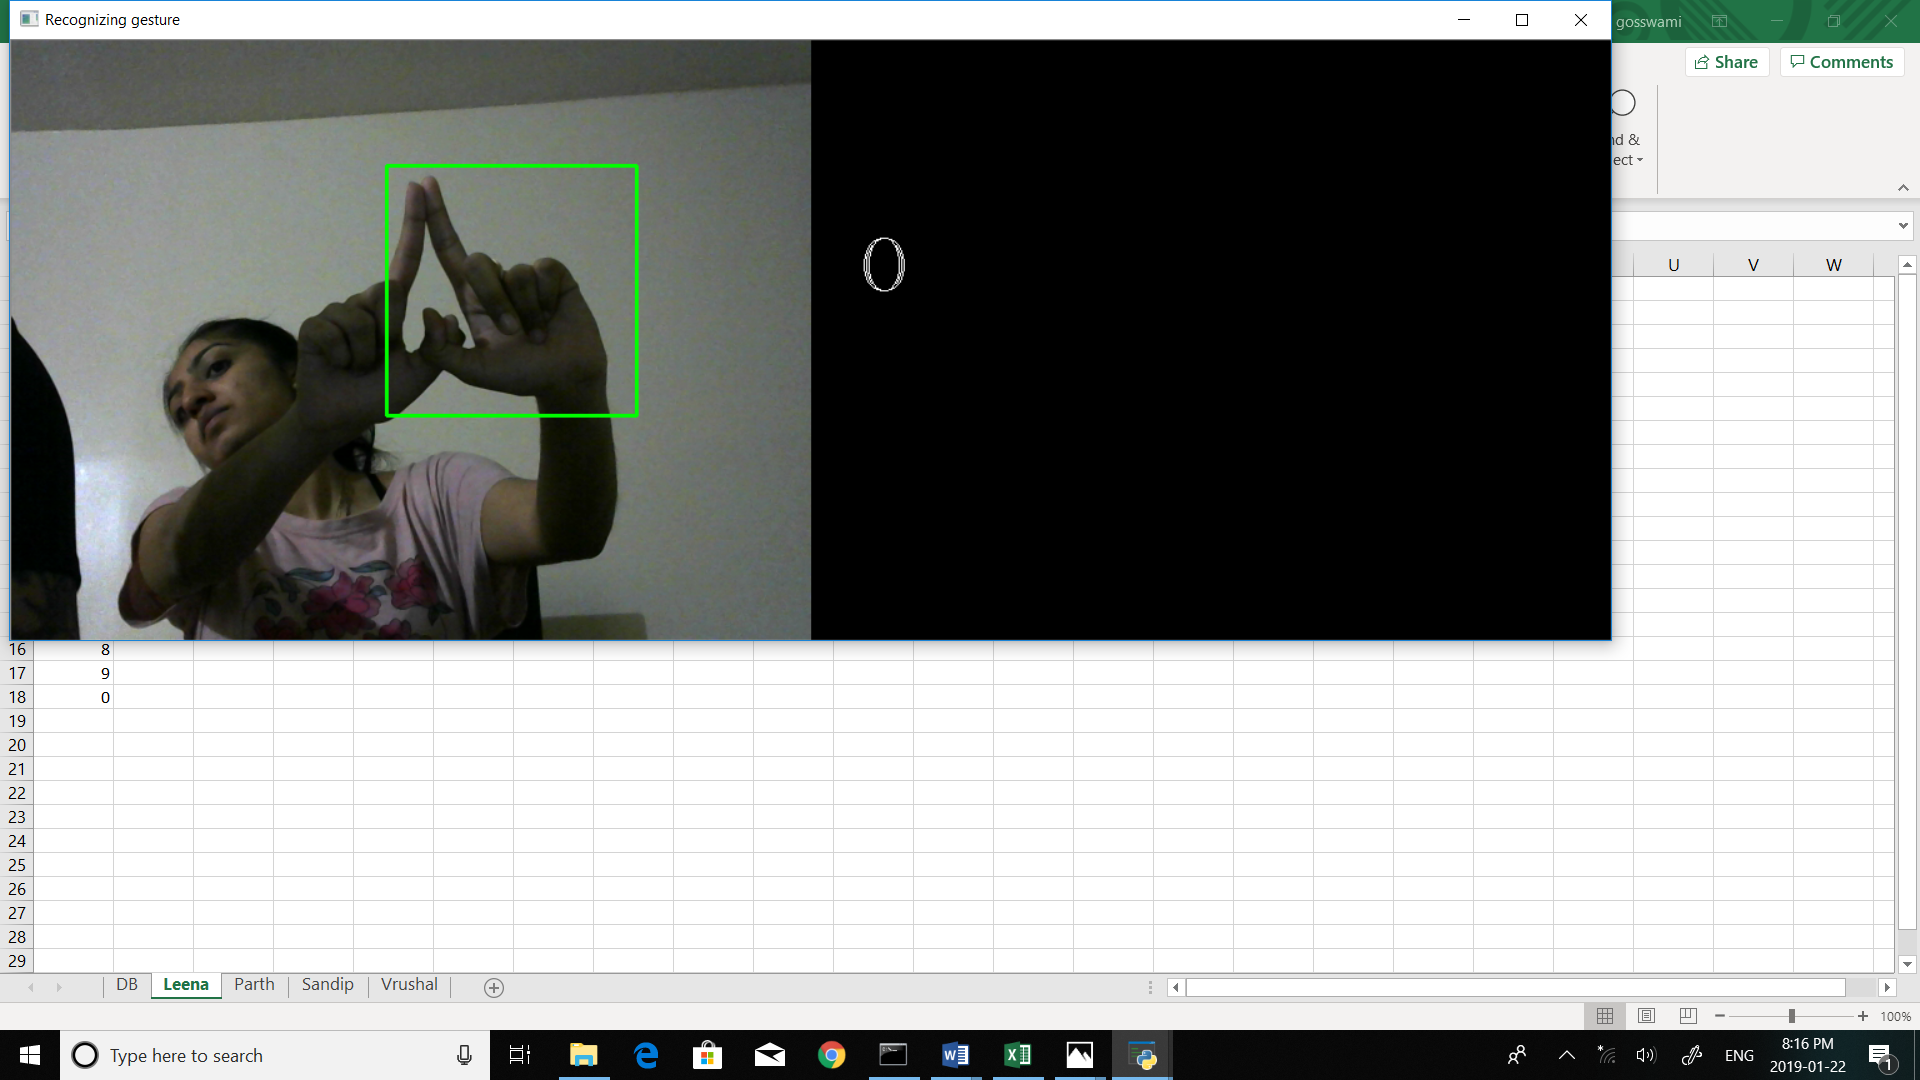 Recognizing gesture
gosswami
Share
Comments
nd &
ect
0
U V W
16 8
17 9
18 0
19
20
21
22
23
24
25
26
27
28
29
DB Leena Parth Sandip Vrushal
100%
Type here to search
ENG
8:16 PM
2019-01-22
1